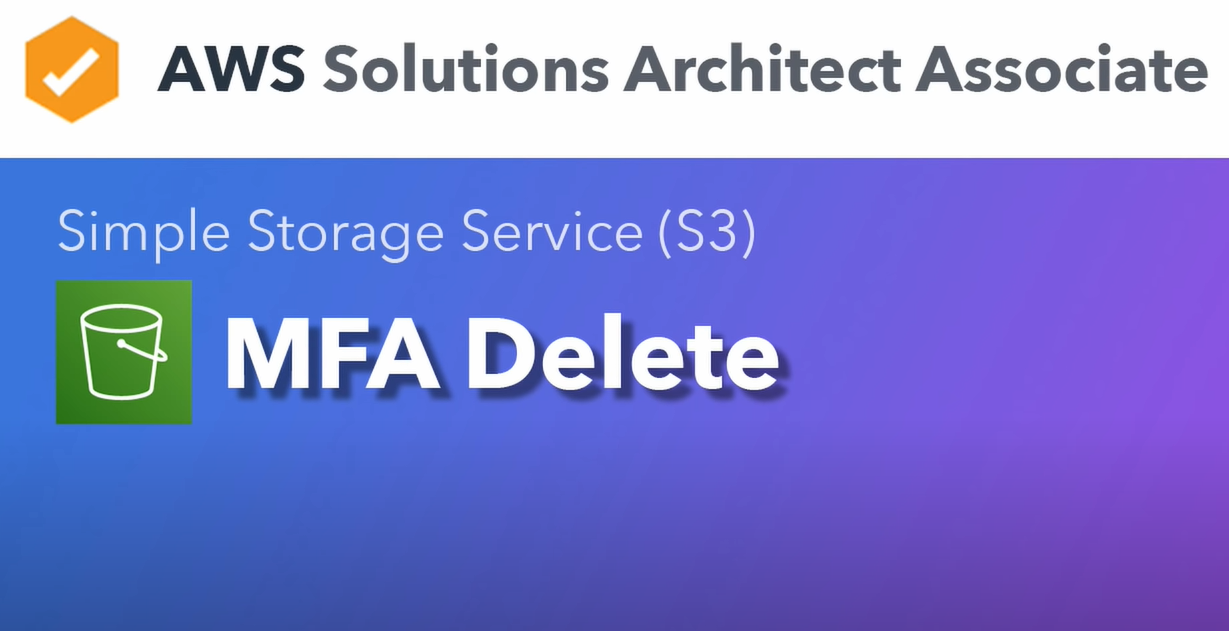 AWS Solutions Architect Associate
Simple Storage Service (S3)
MFA Delete